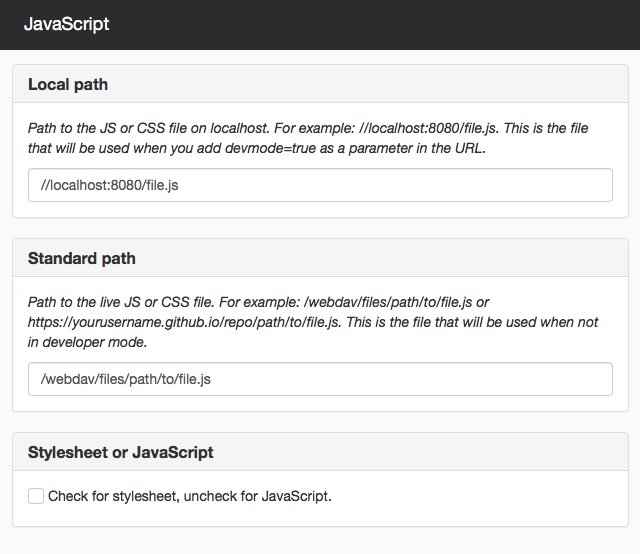 JavaScript
Local path
Path to the JS or CSS file on localhost. For example: //localhost:8080/file.js. This is the file
that will be used when you add devmode=true as a parameter in the URL.
//localhost:8080/file.js
Standard path
Path to the live JS or CSS file. For example: /webdav/files/path/to/file.js or
https://yourusername.github.io/repo/path/to/file.js. This is the file that will be used when not
in developer mode.
/webdav/files/path/to/file.js
Stylesheet or JavaScript
Check for stylesheet, uncheck for JavaScript.